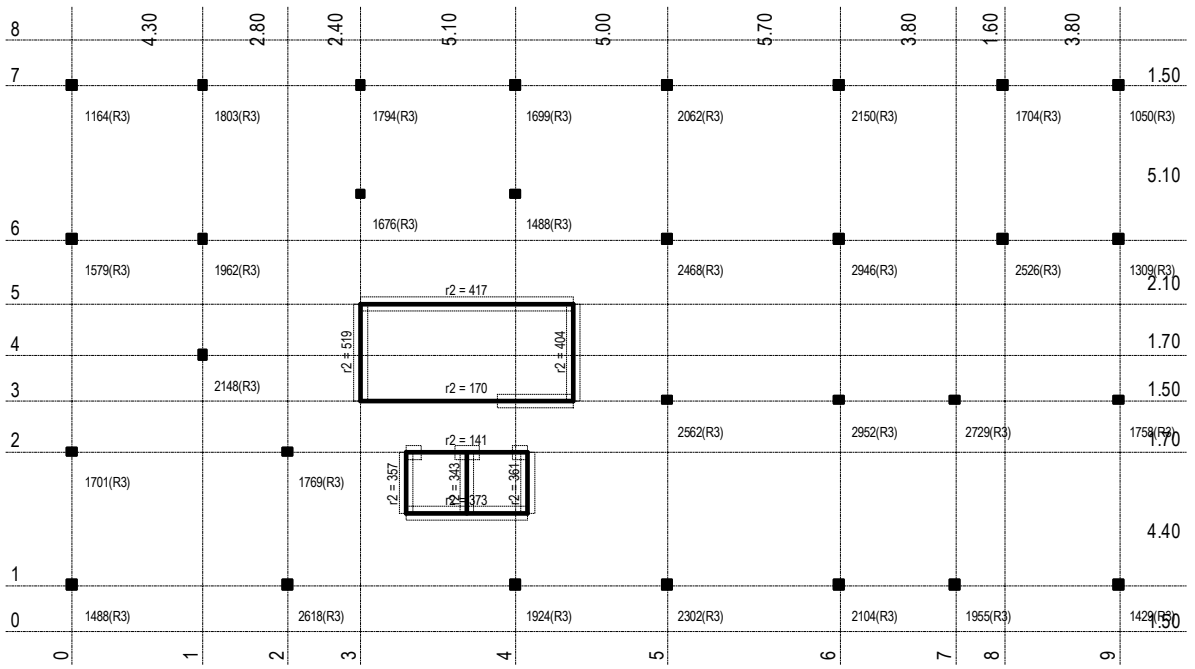 8 4.30 2.80 2.40 5.10 5.00 5.70 3.80 1.60 3.80
7 1.50
1164(R3) 1803(R3) 1794(R3) 1699(R3) 2062(R3) 2150(R3) 1704(R3) 1050(R3)
5.10
1676(R3) 1488(R3)
6
1579(R3) 1962(R3) 2468(R3) 2946(R3) 2526(R3) 1309(R3)
2.10
5 r2 = 417
4 r2 = 519 r2 = 404 1.70
2148(R3) r2 = 170
3 1.50
2562(R3) 2952(R3) 2729(R3) 1758(R3)
2 r2 = 141 1.70
1701(R3) 1769(R3) r2 = 357 r2 = 343 r2 = 361
r2 = 373
4.40
1
1488(R3) 2618(R3) 1924(R3) 2302(R3) 2104(R3) 1955(R3) 1429(R3)
0 1.50
0 1 2 3 4 5 6 7 8 9